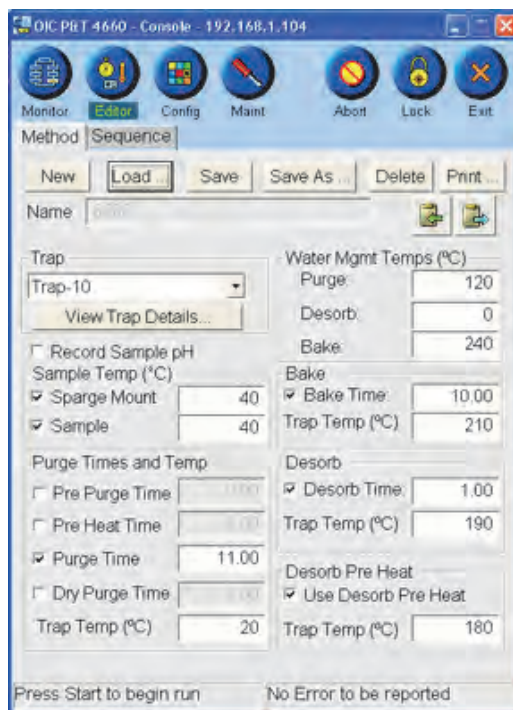 OIC P&T 4660 - Console - 192.168.1.104
Monitor Editor Config Maint Abort Lock Exit
Method Sequence
New Load ... Save Save As ... Delete Print ...
Name
Trap
Trap-10
View Trap Details...
Record Sample pH
Sample Temp (°C)
Sparge Mount 40
Sample 40
Purge Times and Temp
Pre Purge Time
Pre Heat Time
Purge Time 11.00
Dry Purge Time
Trap Temp (ºC) 20
Water Mgmt Temps (ºC)
Purge: 120
Desorb: 0
Bake: 240
Bake
Bake Time: 10.00
Trap Temp (ºC) 210
Desorb
Desorb Time: 1.00
Trap Temp (ºC) 190
Desorb Pre Heat
Use Desorb Pre Heat
Trap Temp (ºC) 180
Press Start to begin run No Error to be reported